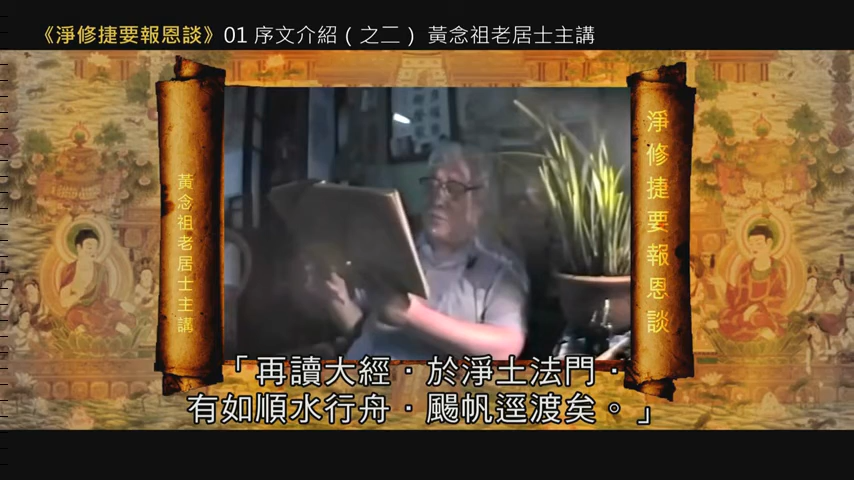 《淨修捷要報恩談》01 序文介紹（之二） 黃念祖老居士主講
淨修捷要報恩談
黃念祖老居士主講
「再讀大經．於淨土法門．
有如順水行舟．颺帆逕渡矣。」